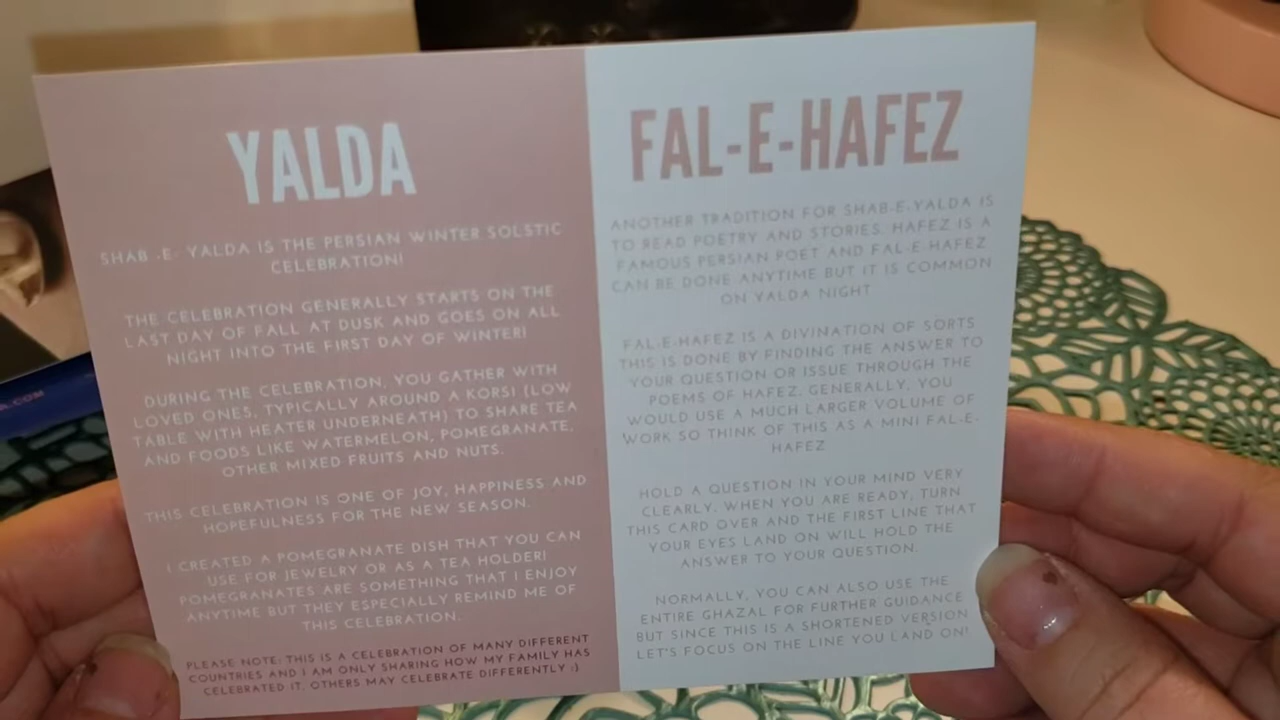 YALDA
SHAB -E- YALDA IS THE PERSIAN WINTER SOLSTIC
CELEBRATION!
THE CELEBRATION GENERALLY STARTS ON THE
LAST DAY OF FALL AT DUSK AND GOES ON ALL
NIGHT INTO THE FIRST DAY OF WINTER!
DURING THE CELEBRATION, YOU GATHER WITH
LOVED ONES, TYPICALLY AROUND A KORSI (LOW
TABLE WITH HEATER UNDERNEATH) TO SHARE TEA
AND FOODS LIKE WATERMELON, POMEGRANATE,
OTHER MIXED FRUITS AND NUTS.
THIS CELEBRATION IS ONE OF JOY, HAPPINESS AND
HOPEFULNESS FOR THE NEW SEASON.
I CREATED A POMEGRANATE DISH THAT YOU CAN
USE FOR JEWELRY OR AS A TEA HOLDER!
POMEGRANATES ARE SOMETHING THAT I ENJOY
ANYTIME BUT THEY ESPECIALLY REMIND ME OF
THIS CELEBRATION.
PLEASE NOTE: THIS IS A CELEBRATION OF MANY DIFFERENT
COUNTRIES AND I AM ONLY SHARING HOW MY FAMILY HAS
CELEBRATED IT. OTHERS MAY CELEBRATE DIFFERENTLY :).
FAL-E-HAFEZ
ANOTHER TRADITION FOR SHAB-E-YALDA IS
TO READ POETRY AND STORIES. HAFEZ IS A
FAMOUS PERSIAN POET AND FAL-E-HAFEZ
CAN BE DONE ANYTIME BUT IT IS COMMON
ON YALDA NIGHT
FAL-E-HAFEZ IS A DIVINATION OF SORTS
THIS IS DONE BY FINDING THE ANSWER TO
YOUR QUESTION OR ISSUE THROUGH THE
POEMS OF HAFEZ. GENERALLY, YOU
WOULD USE A MUCH LARGER VOLUME OF
WORK SO THINK OF THIS AS A MINI FAL-E-
HAFEZ
HOLD A QUESTION IN YOUR MIND VERY
CLEARLY. WHEN YOU ARE READY, TURN
THIS CARD OVER AND THE FIRST LINE THAT
YOUR EYES LAND ON WILL HOLD THE
ANSWER TO YOUR QUESTION.
NORMALLY, YOU CAN ALSO USE THE
ENTIRE GHAZAL FOR FURTHER GUIDANCE
BUT SINCE THIS IS A SHORTENED VERSION
LET'S FOCUS ON THE LINE YOU LAND ON!
.COM